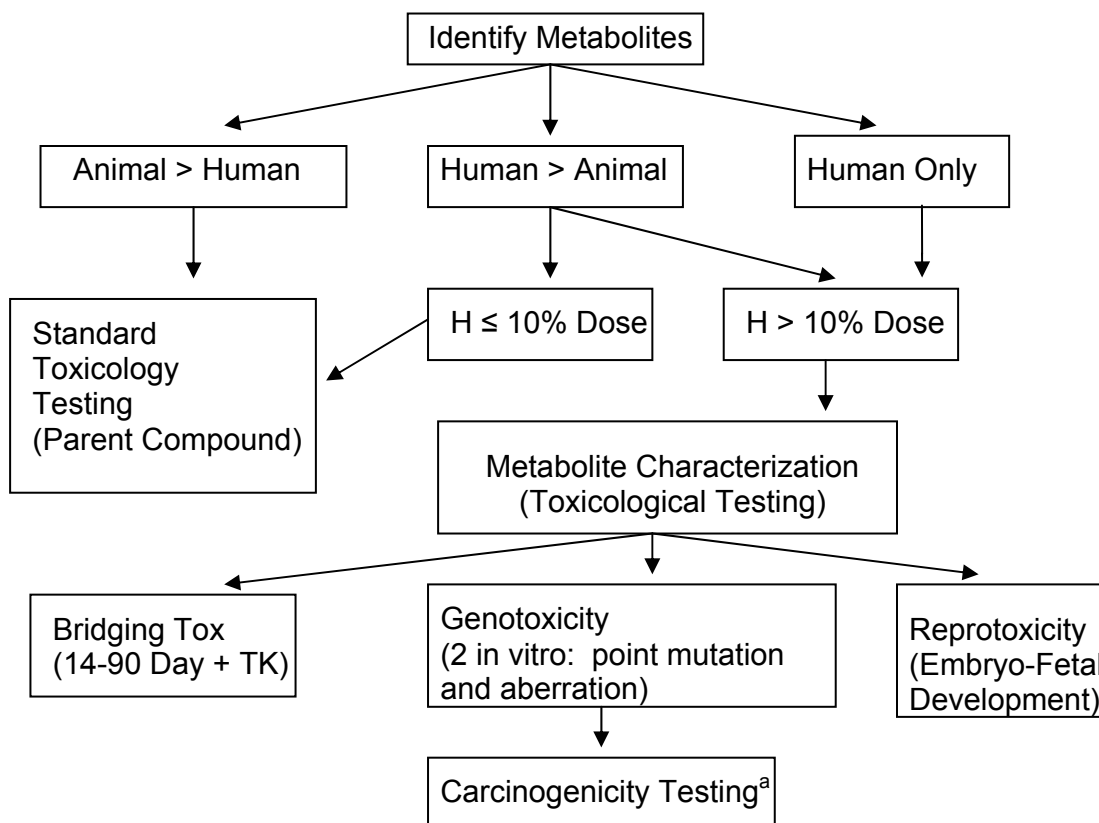 Identify Metabolites
Animal > Human
Human > Animal
Human Only
Standard
Toxicology
Testing
(Parent Compound)
H ≤ 10% Dose
H > 10% Dose
Metabolite Characterization
(Toxicological Testing)
Bridging Tox
(14-90 Day + TK)
Genotoxicity
(2 in vitro:  point mutation
and aberration)
Reprotoxicity
(Embryo-Fetal
Development)
Carcinogenicity Testingᵃ